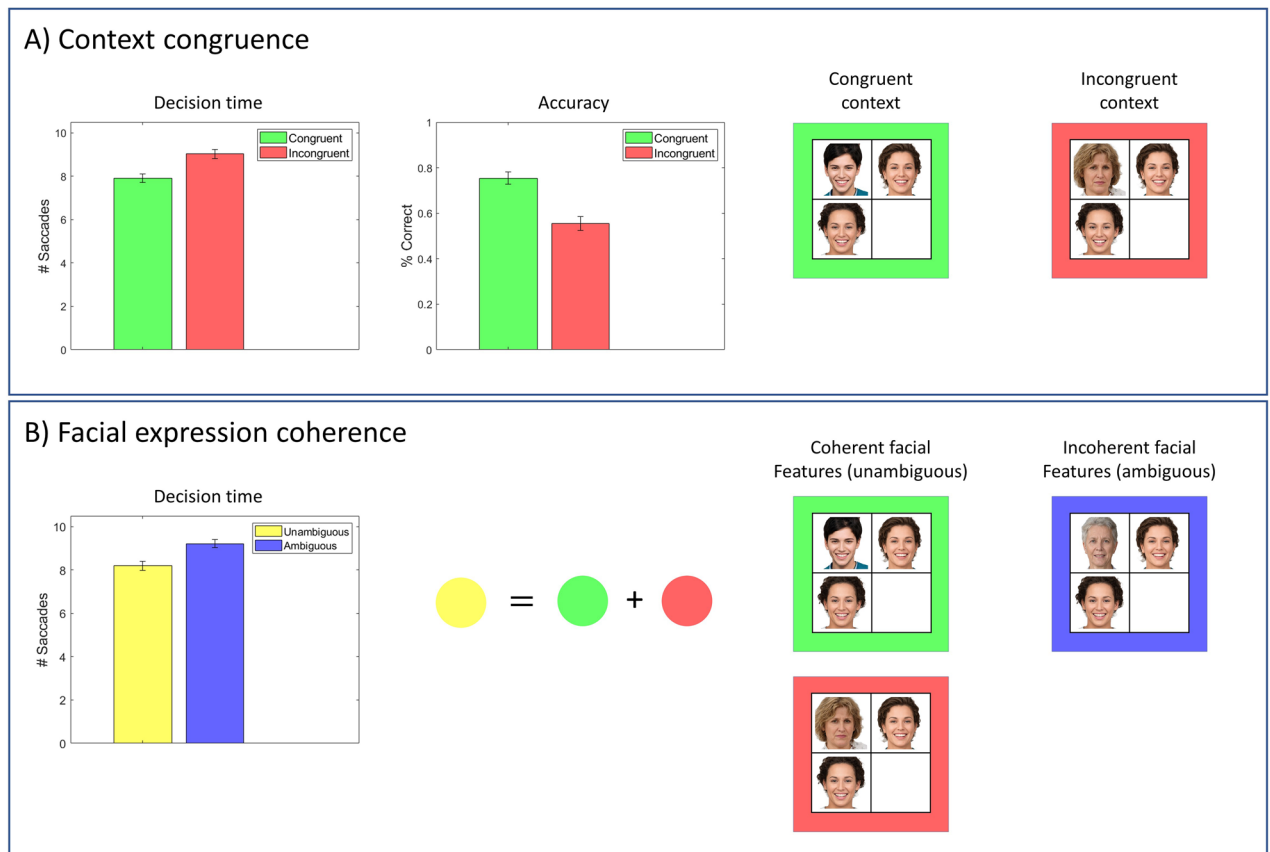 A) Context congruence
Decision time
# Saccades
10
8
6
4
2
0
Congruent
Incongruent
Accuracy
% Correct
1
0.8
0.6
0.4
0.2
0
Congruent
Incongruent
Congruent
context
Incongruent
context
B) Facial expression coherence
Decision time
# Saccades
10
8
6
4
2
0
Unambiguous
Ambiguous
=
+
Coherent facial
Features (unambiguous)
Incoherent facial
Features (ambiguous)